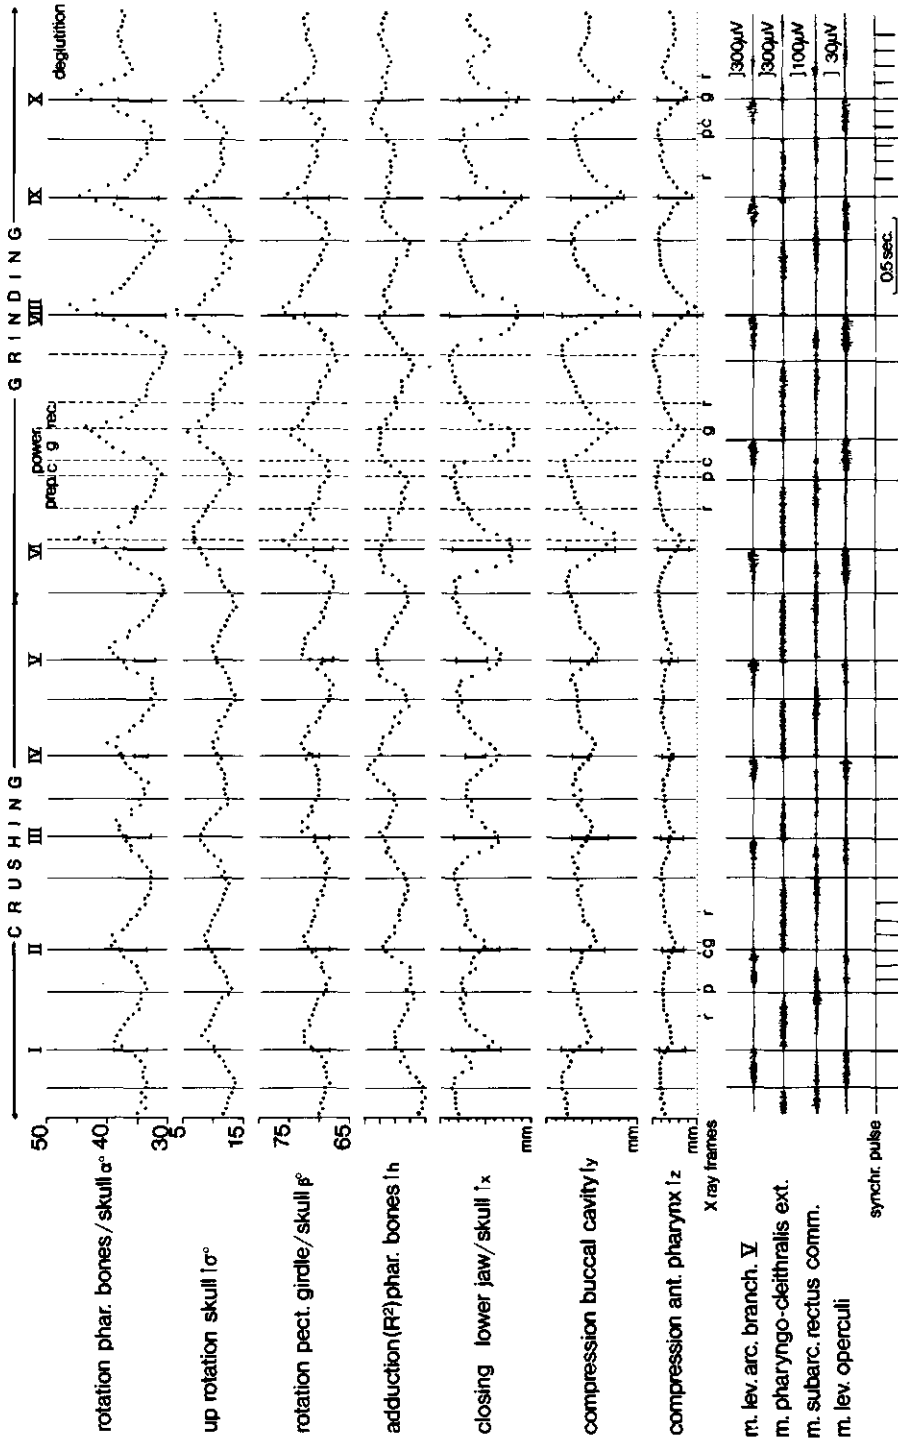 CRUSHING GRINDING
I II III IV V VI VIII IX X
prep. power rec.
c g
deglutition
rotation phar. bones/skull α°
50
40
30
up rotation skull ↑σ°
5
15
rotation pect. girdle/skull β°
75
65
adduction (R²) phar. bones ↑h
closing lower jaw/skull ↑x
mm
compression buccal cavity ↑y
mm
compression ant. pharynx ↑z
mm
X ray frames
r p cg r r p c g r r pc g r
m. lev. arc. branch. V
]300μV
m. pharyngo-cleithralis ext.
]300μV
m. subarc. rectus comm.
]100μV
m. lev operculi
] 30μV
synchr. pulse
0.5 sec.